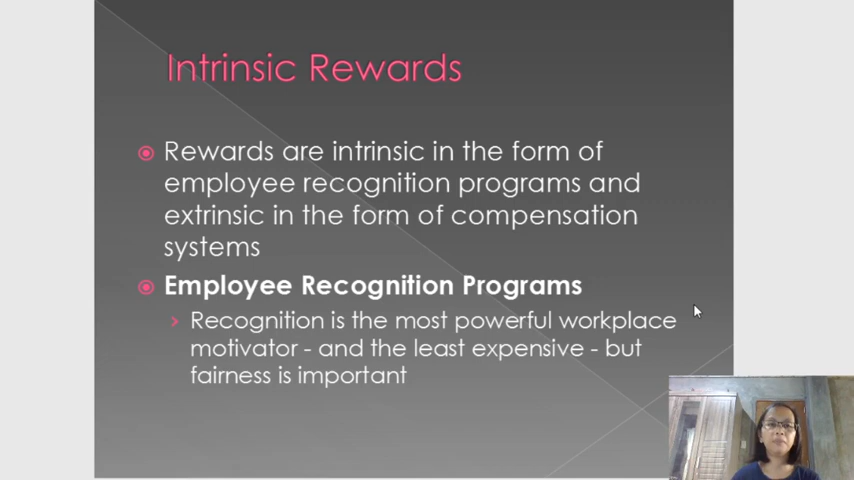 Intrinsic Rewards
Rewards are intrinsic in the form of
employee recognition programs and
extrinsic in the form of compensation
systems
Employee Recognition Programs
Recognition is the most powerful workplace
motivator - and the least expensive - but
fairness is important